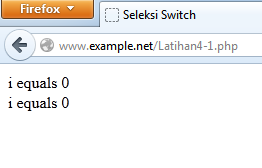 Firefox
Seleksi Switch
www.example.net/Latihan4-1.php
i equals 0
i equals 0